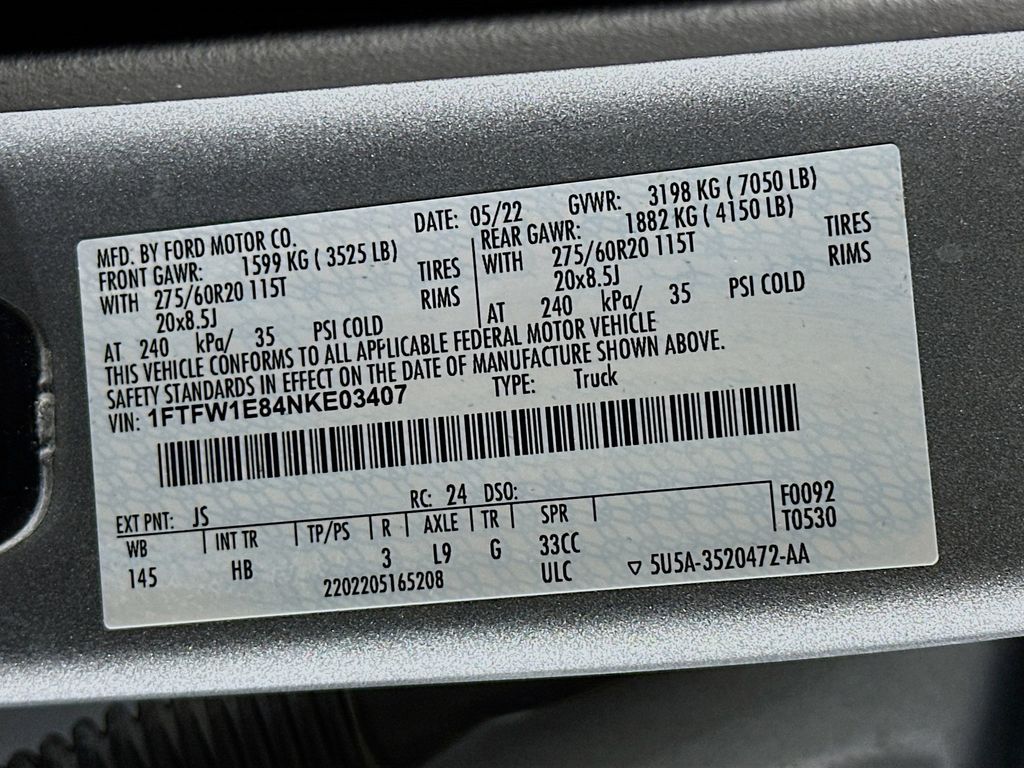 MFD. BY FORD MOTOR CO. DATE: 05/22 GVWR: 3198 KG ( 7050 LB)
FRONT GAWR: 1599 KG ( 3525 LB) REAR GAWR: 1882 KG ( 4150 LB)
WITH 275/60R20 115T TIRES WITH 275/60R20 115T TIRES
20x8.5J RIMS 20x8.5J RIMS
AT 240 kPa/ 35 PSI COLD AT 240 kPa/ 35 PSI COLD
THIS VEHICLE CONFORMS TO ALL APPLICABLE FEDERAL MOTOR VEHICLE
SAFETY STANDARDS IN EFFECT ON THE DATE OF MANUFACTURE SHOWN ABOVE.
VIN: 1FTFW1E84NKE03407 TYPE: Truck
EXT PNT: JS RC: 24 DSO: F0092
WB INT TR TP/PS R AXLE TR SPR T0530
145 HB 3 L9 G 33CC
2202205165208 ULC ▽ 5U5A-3520472-AA